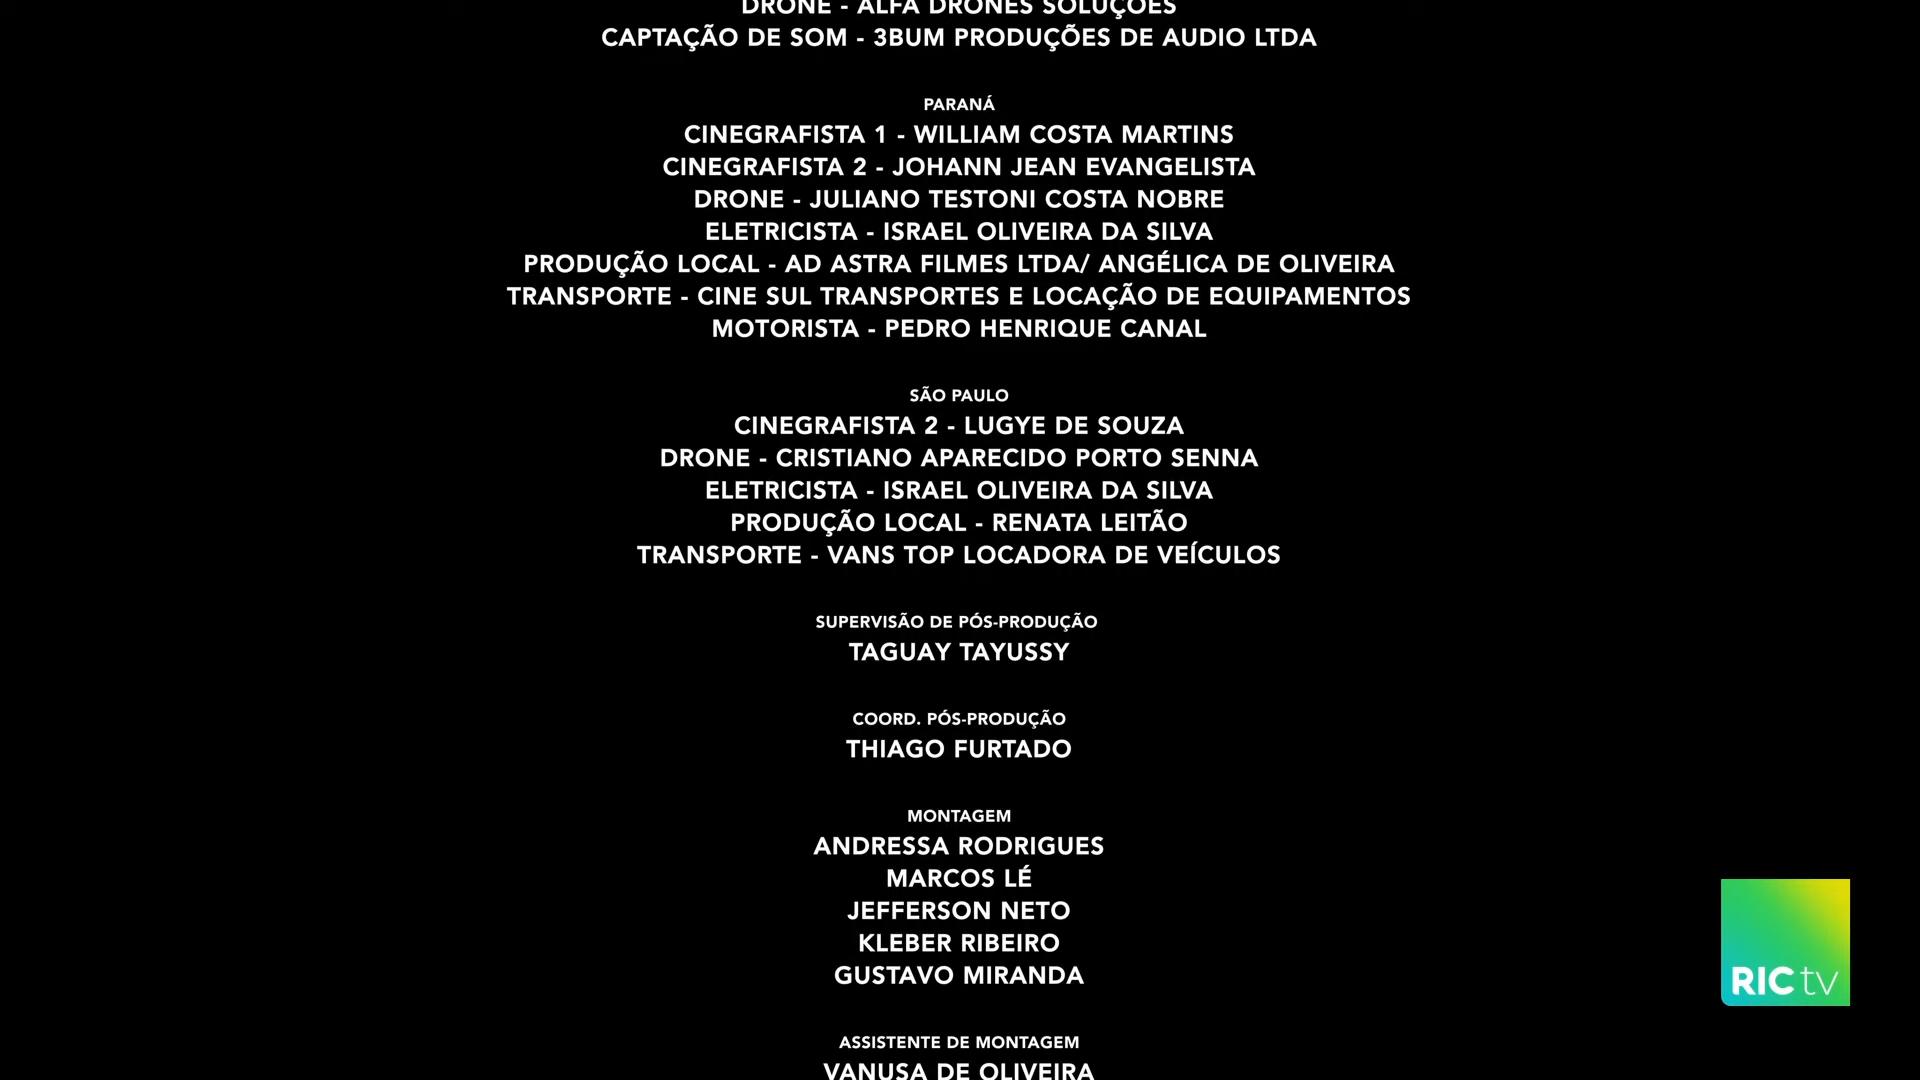 DRONE - ALFA DRONES SOLUÇÕES
CAPTAÇÃO DE SOM - 3BUM PRODUÇÕES DE AUDIO LTDA
PARANÁ
CINEGRAFISTA 1 - WILLIAM COSTA MARTINS
CINEGRAFISTA 2 - JOHANN JEAN EVANGELISTA
DRONE - JULIANO TESTONI COSTA NOBRE
ELETRICISTA - ISRAEL OLIVEIRA DA SILVA
PRODUÇÃO LOCAL - AD ASTRA FILMES LTDA/ ANGÉLICA DE OLIVEIRA
TRANSPORTE - CINE SUL TRANSPORTES E LOCAÇÃO DE EQUIPAMENTOS
MOTORISTA - PEDRO HENRIQUE CANAL
SÃO PAULO
CINEGRAFISTA 2 - LUGYE DE SOUZA
DRONE - CRISTIANO APARECIDO PORTO SENNA
ELETRICISTA - ISRAEL OLIVEIRA DA SILVA
PRODUÇÃO LOCAL - RENATA LEITÃO
TRANSPORTE - VANS TOP LOCADORA DE VEÍCULOS
SUPERVISÃO DE PÓS-PRODUÇÃO
TAGUAY TAYUSSY
COORD. PÓS-PRODUÇÃO
THIAGO FURTADO
MONTAGEM
ANDRESSA RODRIGUES
MARCOS LÉ
JEFFERSON NETO
KLEBER RIBEIRO
GUSTAVO MIRANDA
ASSISTENTE DE MONTAGEM
VANUSA DE OLIVEIRA
RIC tv